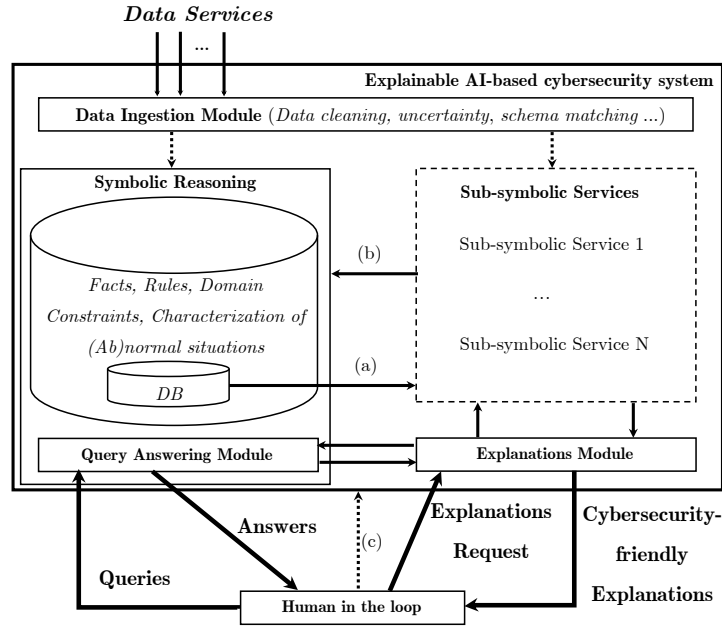 Data Services
...
Explainable AI-based cybersecurity system
Data Ingestion Module (Data cleaning, uncertainty, schema matching ...)
Symbolic Reasoning
Facts, Rules, Domain
Constraints, Characterization of
(Ab)normal situations
DB
(b)
(a)
Sub-symbolic Services
Sub-symbolic Service 1
...
Sub-symbolic Service N
Query Answering Module
Explanations Module
Answers
Queries
(c)
Explanations
Request
Cybersecurity-
friendly
Explanations
Human in the loop